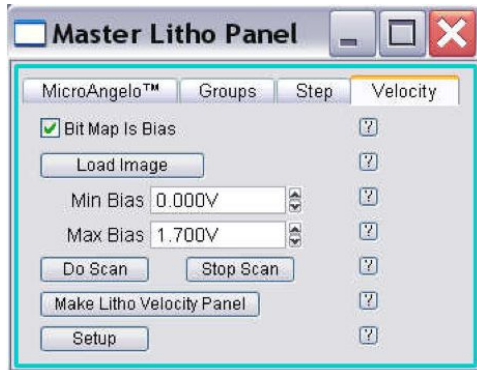 Master Litho Panel
MicroAngelo™ Groups Step Velocity
Bit Map Is Bias ?
Load Image ?
Min Bias 0.000V ?
Max Bias 1.700V ?
Do Scan Stop Scan ?
Make Litho Velocity Panel ?
Setup ?